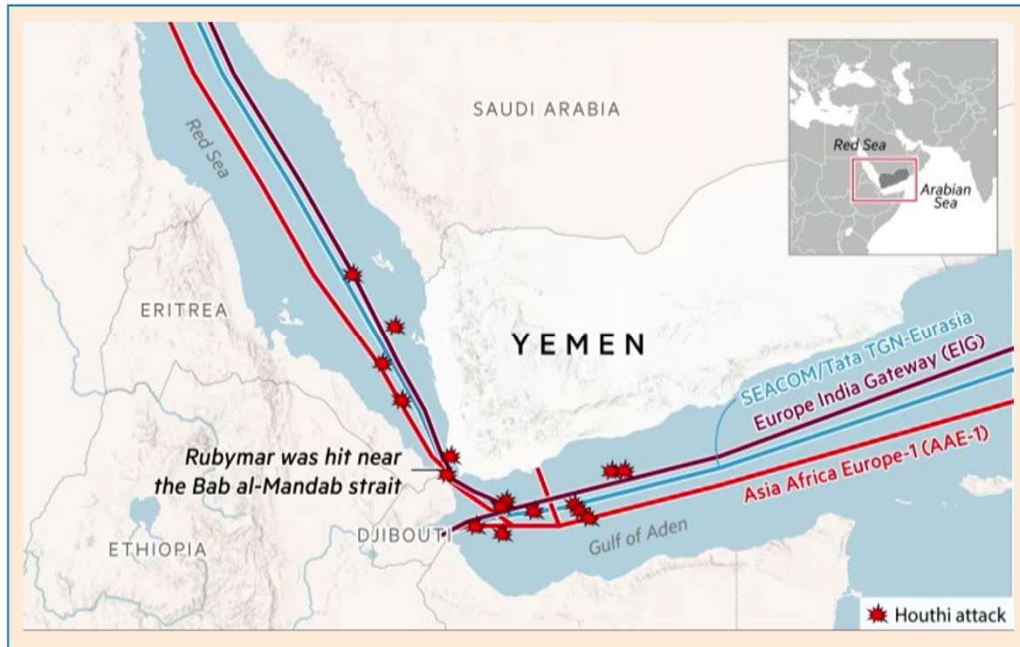 SAUDI ARABIA
Red Sea
Red Sea
Arabian
Sea
ERITREA
YEMEN
SEACOM/Tata TGN-Eurasia
Europe India Gateway (EIG)
Asia Africa Europe-1 (AAE-1)
Rubymar was hit near
the Bab al-Mandab strait
DJIBOUTI
ETHIOPIA
Gulf of Aden
Houthi attack